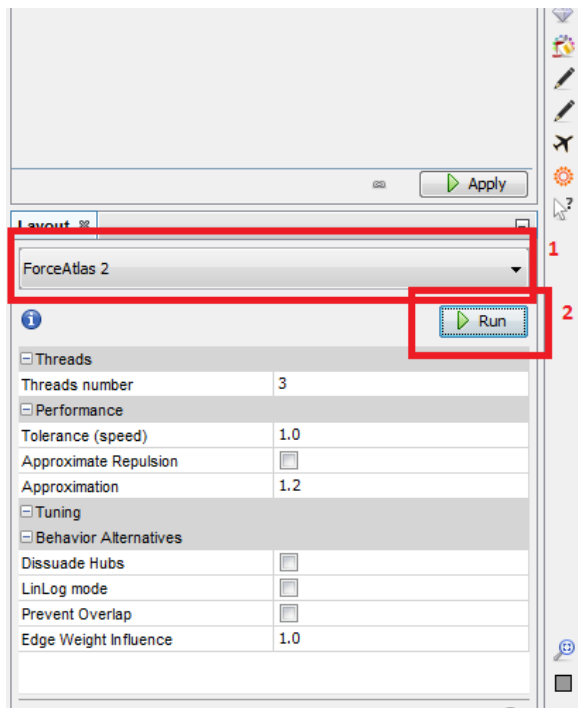 Apply
Layout
1
ForceAtlas 2
Run
2
Threads
Threads number 3
Performance
Tolerance (speed) 1.0
Approximate Repulsion
Approximation 1.2
Tuning
Behavior Alternatives
Dissuade Hubs
LinLog mode
Prevent Overlap
Edge Weight Influence 1.0